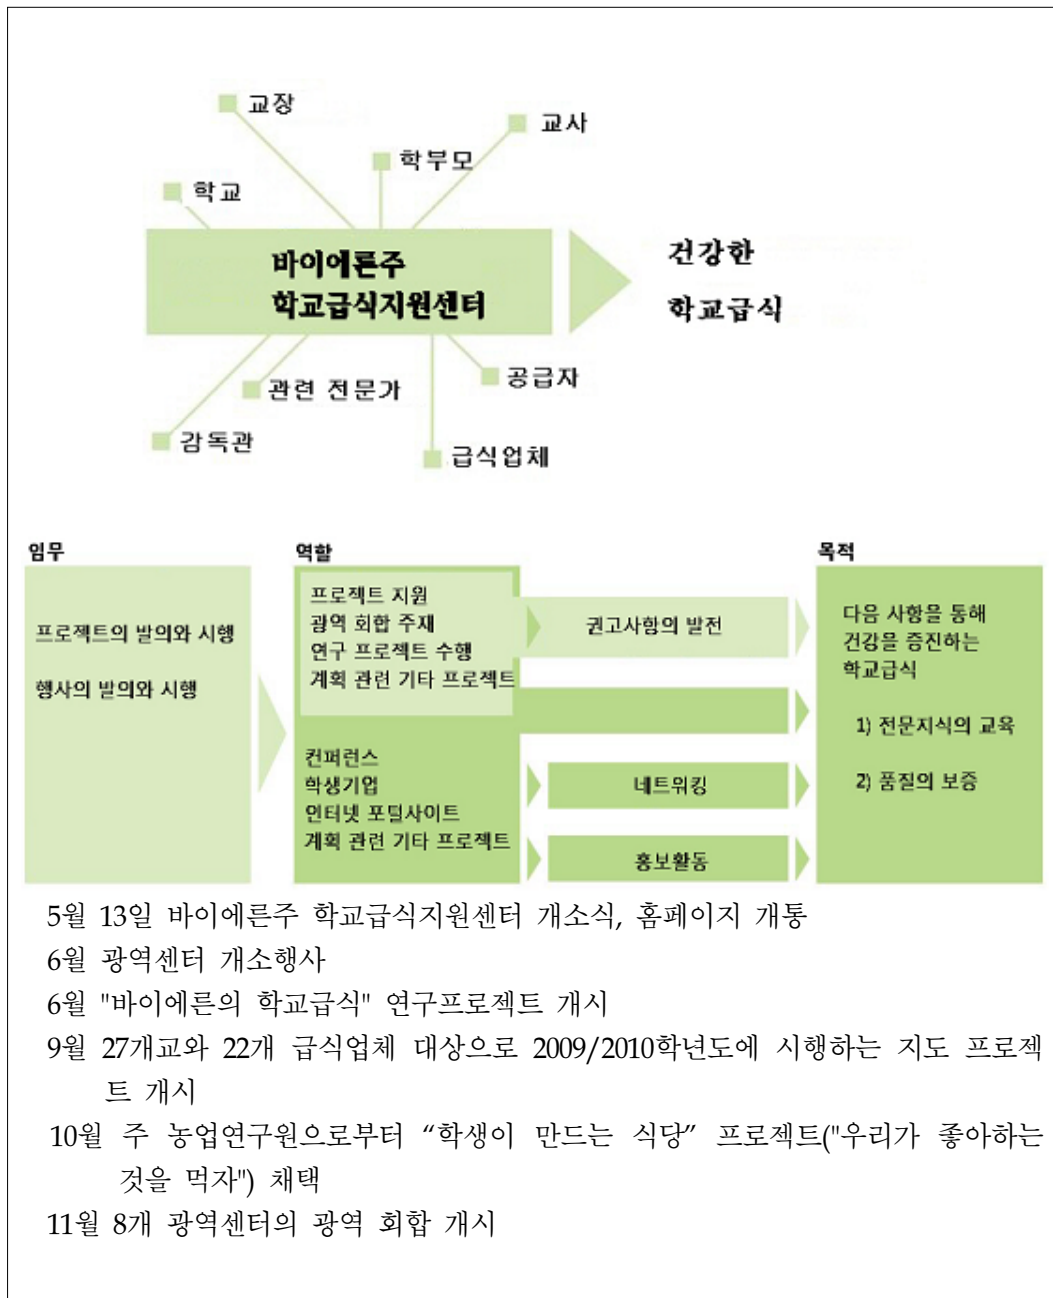 교장
교사
학부모
학교
바이에른주
학교급식지원센터
건강한
학교급식
공급자
관련 전문가
감독관
급식업체
임무
역할
목적
프로젝트의 발의와 시행
행사의 발의와 시행
프로젝트 지원
광역 회합 주재
연구 프로젝트 수행
계획 관련 기타 프로젝트
컨퍼런스
학생기업
인터넷 포털사이트
계획 관련 기타 프로젝트
권고사항의 발전
네트워킹
홍보활동
다음 사항을 통해
건강을 증진하는
학교급식
1) 전문지식의 교육
2) 품질의 보증
5월 13일 바이에른주 학교급식지원센터 개소식, 홈페이지 개통
6월 광역센터 개소행사
6월 "바이에른의 학교급식" 연구프로젝트 개시
9월 27개교와 22개 급식업체 대상으로 2009/2010학년도에 시행하는 지도 프로젝
트 개시
10월 주 농업연구원으로부터 “학생이 만드는 식당” 프로젝트("우리가 좋아하는
것을 먹자") 채택
11월 8개 광역센터의 광역 회합 개시